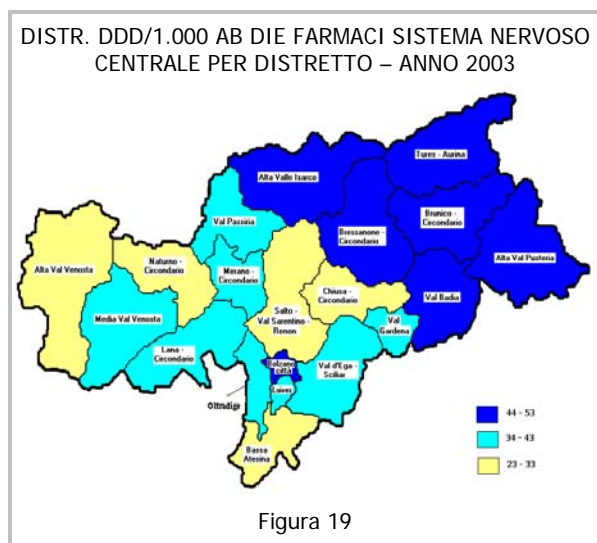 DISTR. DDD/1.000 AB DIE FARMACI SISTEMA NERVOSO
CENTRALE PER DISTRETTO – ANNO 2003
Tures - Aurina
Alta Valle Isarco
Val Passiria
Bressanone -
Circondario
Brunico -
Circondario
Alta Val Pusteria
Alta Val Venosta
Naturno -
Circondario
Merano -
Circondario
Chiusa -
Circondario
Val Badia
Media Val Venosta
Salto -
Val Sarentino -
Renon
Val
Gardena
Lana -
Circondario
Bolzano
città
Val d'Ega -
Sciliar
Laives
Oltradige
Bassa
Atesina
44 - 53
34 - 43
23 - 33
Figura 19